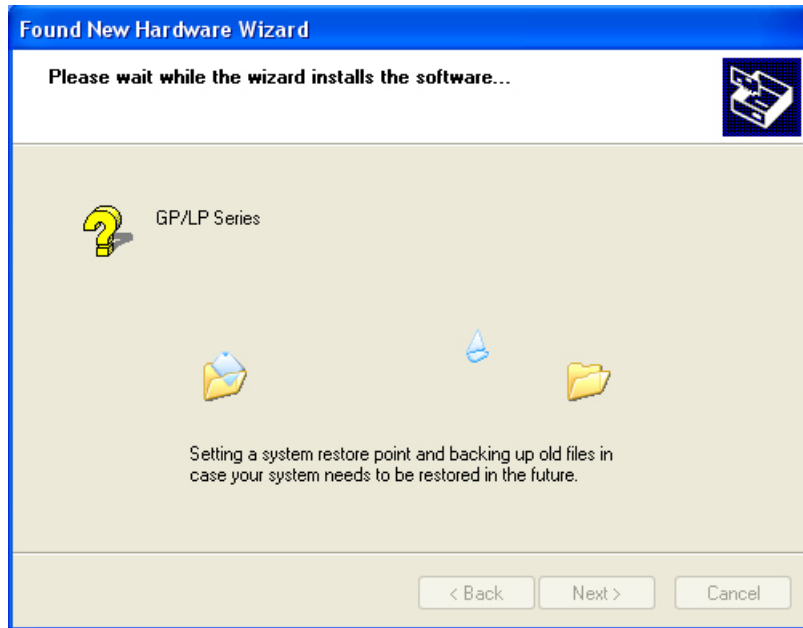 Found New Hardware Wizard
Please wait while the wizard installs the software...
GP/LP Series
Setting a system restore point and backing up old files in
case your system needs to be restored in the future.
< Back
Next >
Cancel